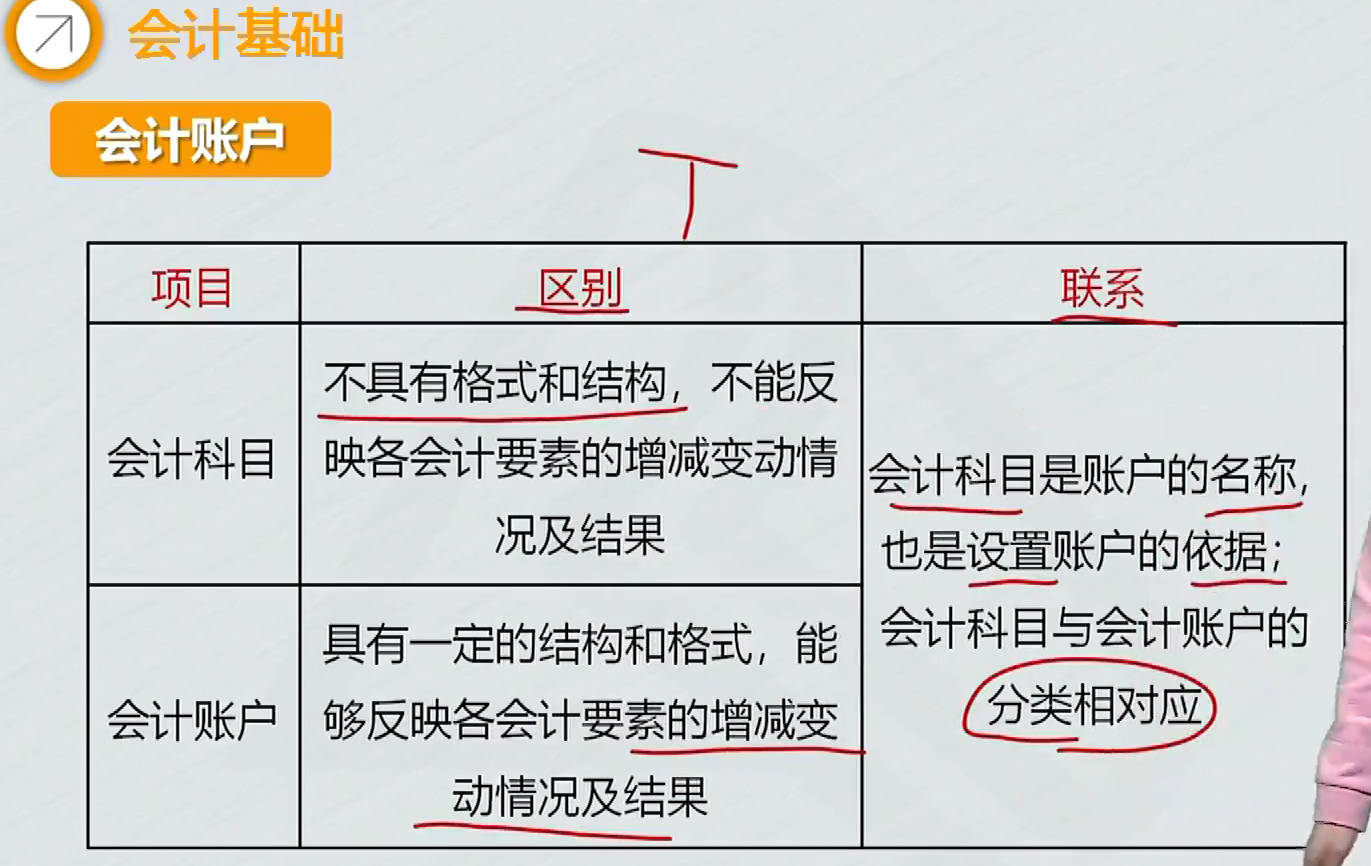 会计基础
会计账户
项目
区别
联系
会计科目
不具有格式和结构，不能反
映各会计要素的增减变动情
况及结果
会计科目是账户的名称，
也是设置账户的依据；
会计科目与会计账户的
分类相对应
会计账户
具有一定的结构和格式，能
够反映各会计要素的增减变
动情况及结果